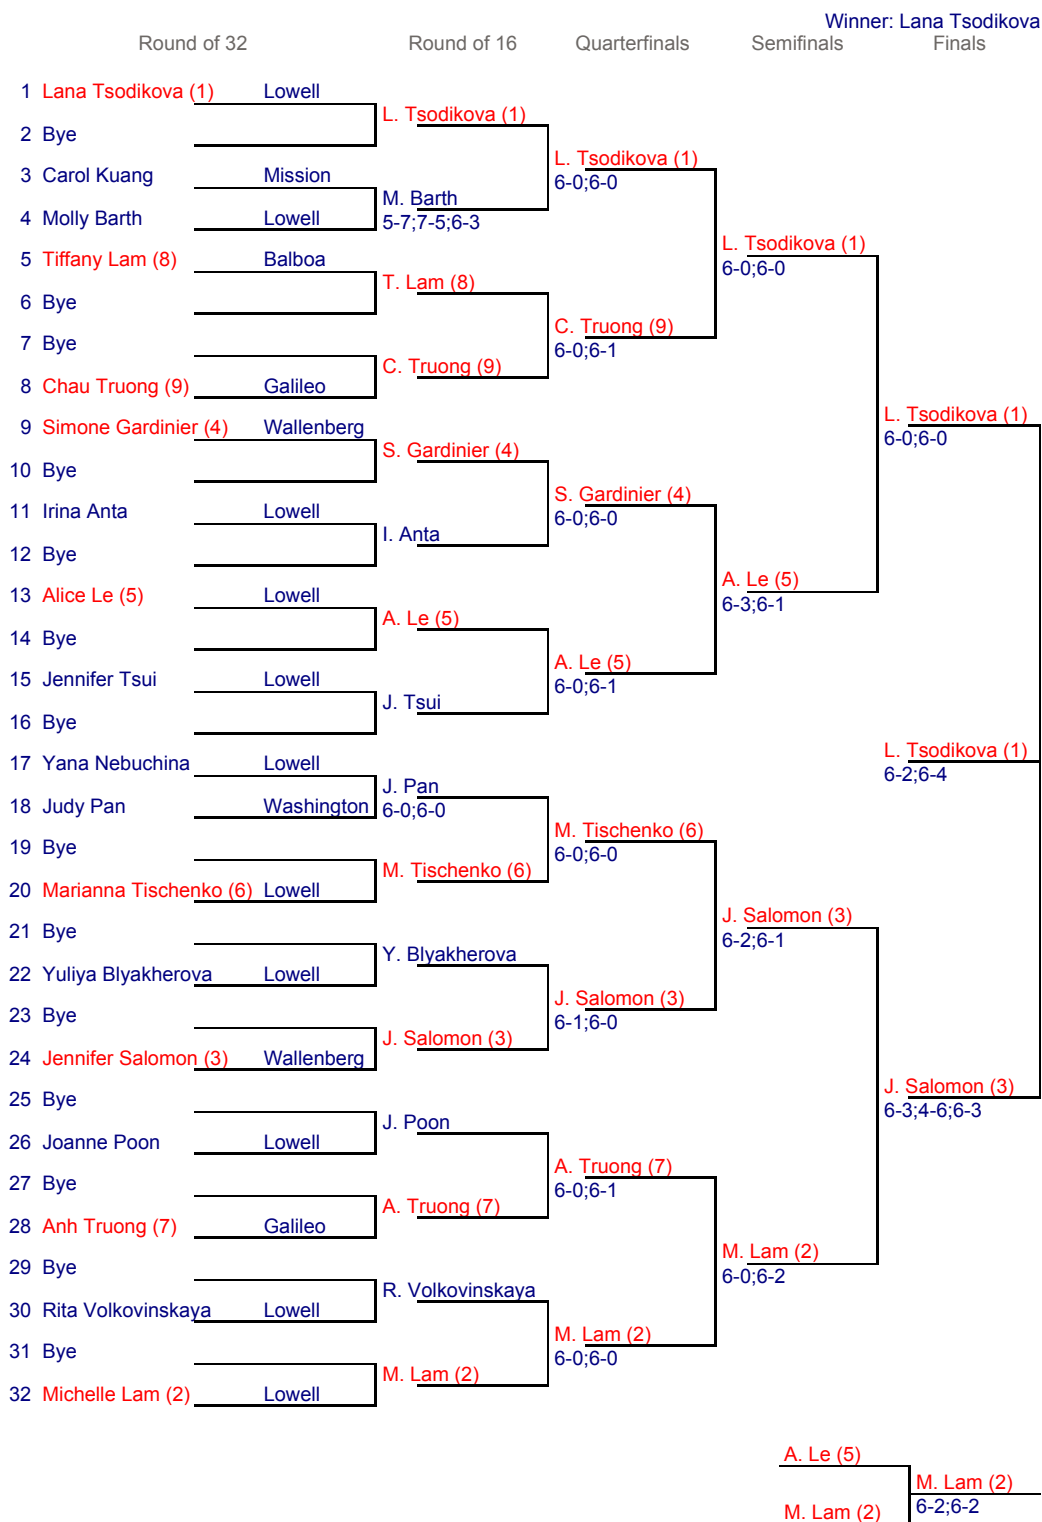 Winner: Lana Tsodikova
Round of 32 Round of 16 Quarterfinals Semifinals Finals
1 Lana Tsodikova (1) Lowell
L. Tsodikova (1)
2 Bye
L. Tsodikova (1)
6-0;6-0
3 Carol Kuang Mission
M. Barth
5-7;7-5;6-3
4 Molly Barth Lowell
L. Tsodikova (1)
6-0;6-0
5 Tiffany Lam (8) Balboa
T. Lam (8)
6 Bye
C. Truong (9)
6-0;6-1
7 Bye
C. Truong (9)
8 Chau Truong (9) Galileo
L. Tsodikova (1)
6-0;6-0
9 Simone Gardinier (4) Wallenberg
S. Gardinier (4)
10 Bye
S. Gardinier (4)
6-0;6-0
11 Irina Anta Lowell
I. Anta
12 Bye
A. Le (5)
6-3;6-1
13 Alice Le (5) Lowell
A. Le (5)
14 Bye
A. Le (5)
6-0;6-1
15 Jennifer Tsui Lowell
J. Tsui
16 Bye
L. Tsodikova (1)
6-2;6-4
17 Yana Nebuchina Lowell
J. Pan
6-0;6-0
18 Judy Pan Washington
M. Tischenko (6)
6-0;6-0
19 Bye
M. Tischenko (6)
20 Marianna Tischenko (6) Lowell
J. Salomon (3)
6-2;6-1
21 Bye
Y. Blyakherova
22 Yuliya Blyakherova Lowell
J. Salomon (3)
6-1;6-0
23 Bye
J. Salomon (3)
24 Jennifer Salomon (3) Wallenberg
J. Salomon (3)
6-3;4-6;6-3
25 Bye
J. Poon
26 Joanne Poon Lowell
A. Truong (7)
6-0;6-1
27 Bye
A. Truong (7)
28 Anh Truong (7) Galileo
M. Lam (2)
6-0;6-2
29 Bye
R. Volkovinskaya
30 Rita Volkovinskaya Lowell
M. Lam (2)
6-0;6-0
31 Bye
M. Lam (2)
32 Michelle Lam (2) Lowell
A. Le (5)
M. Lam (2)
6-2;6-2
M. Lam (2)